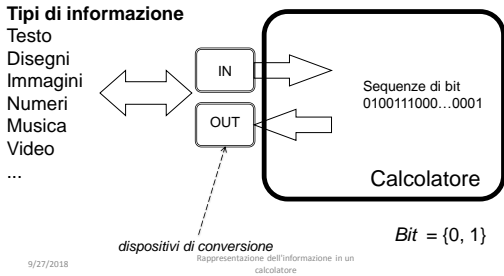 Tipi di informazione
Testo
Disegni
Immagini
Numeri
Musica
Video
...
IN
OUT
Sequenze di bit
0100111000...0001
Calcolatore
dispositivi di conversione
Bit = {0, 1}
9/27/2018
Rappresentazione dell'informazione in un
calcolatore